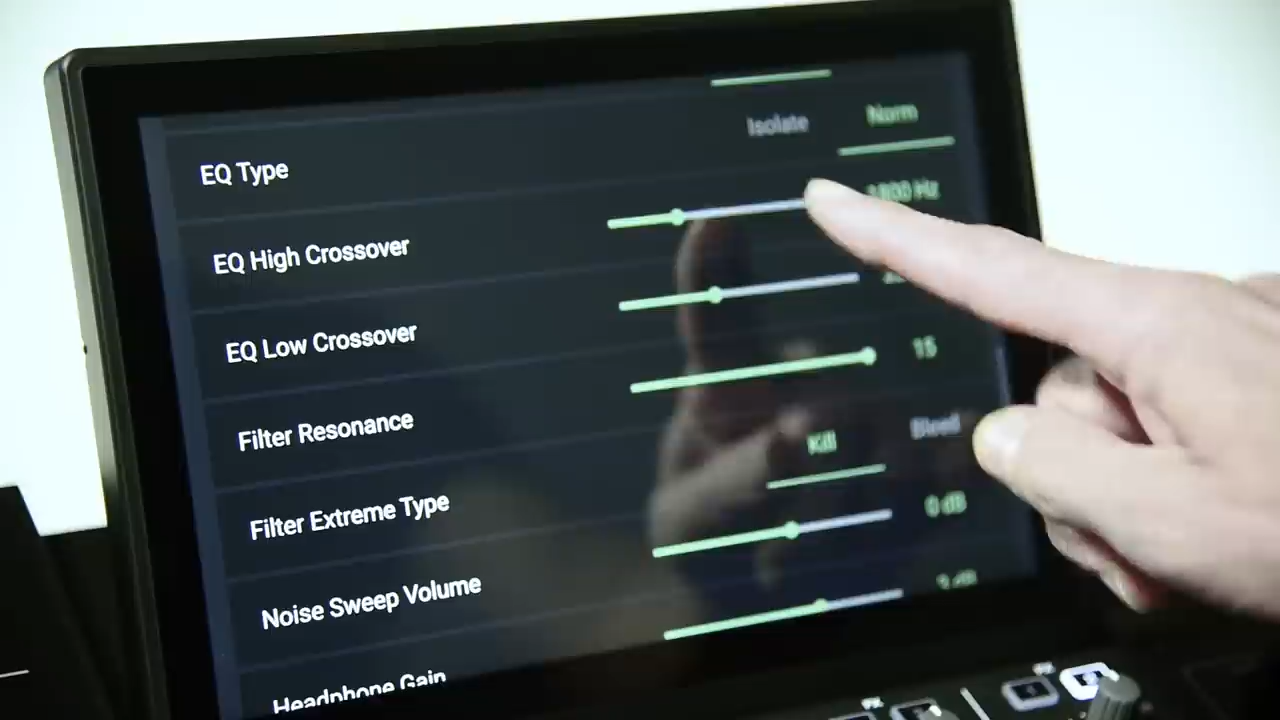 Isolate Norm
EQ Type
EQ High Crossover
EQ Low Crossover
Filter Resonance 15
Filter Extreme Type Kill Bleed
Noise Sweep Volume 0 dB
Headphone Gain